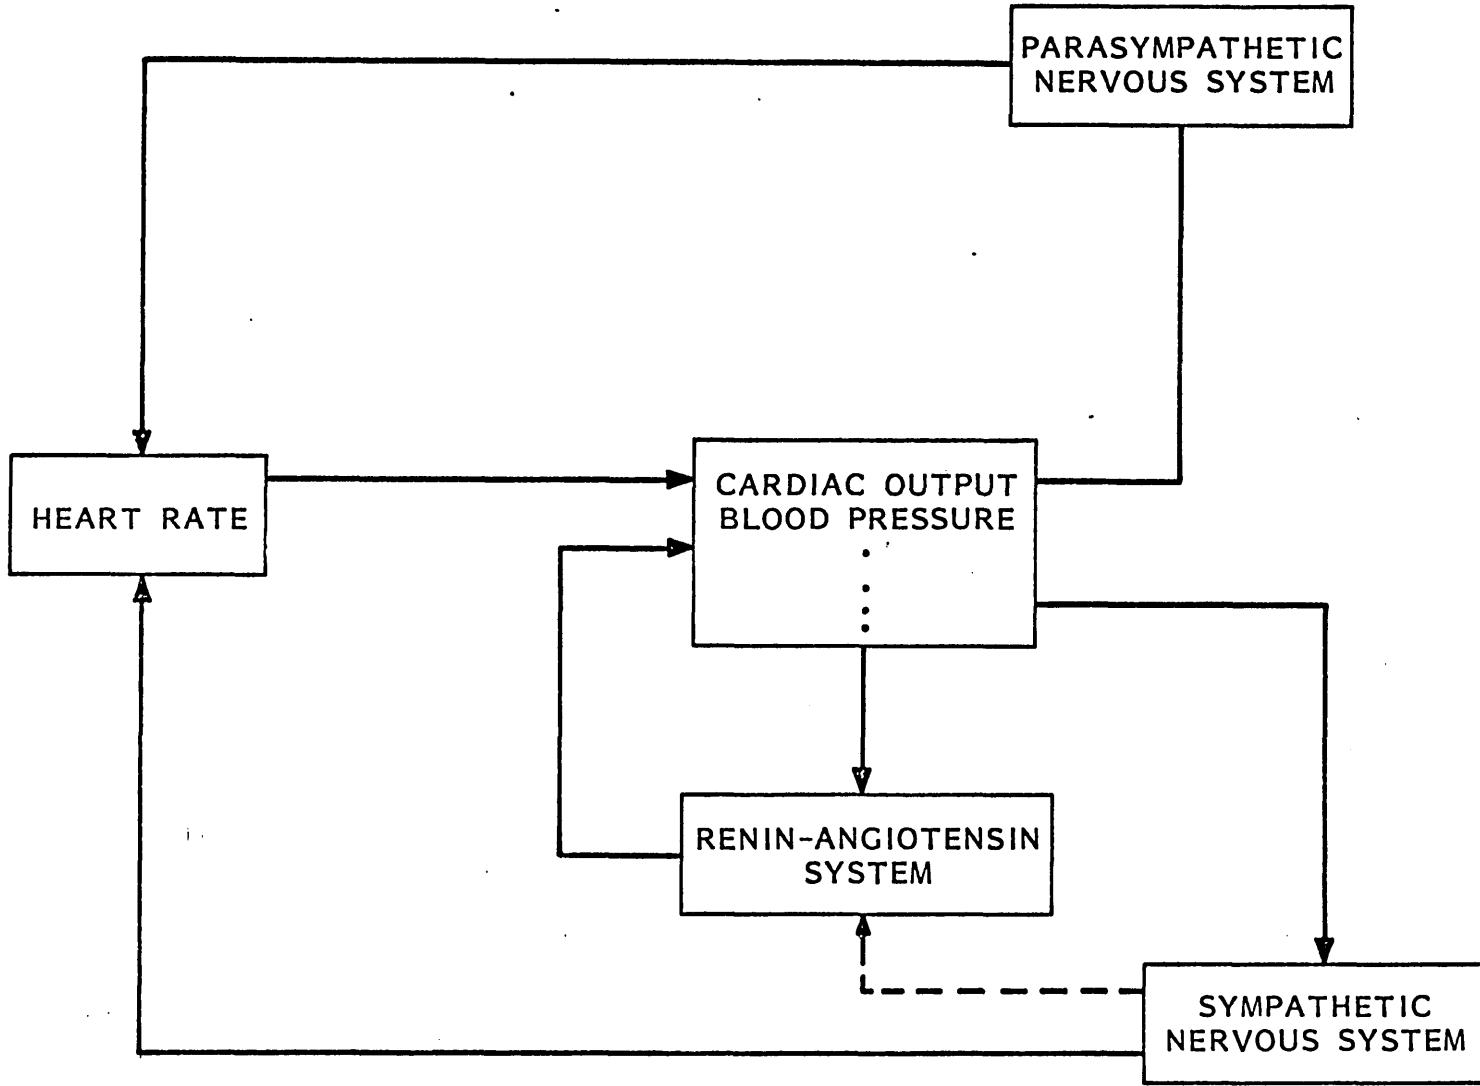 PARASYMPATHETIC
NERVOUS SYSTEM
HEART RATE
CARDIAC OUTPUT
BLOOD PRESSURE
RENIN-ANGIOTENSIN
SYSTEM
SYMPATHETIC
NERVOUS SYSTEM